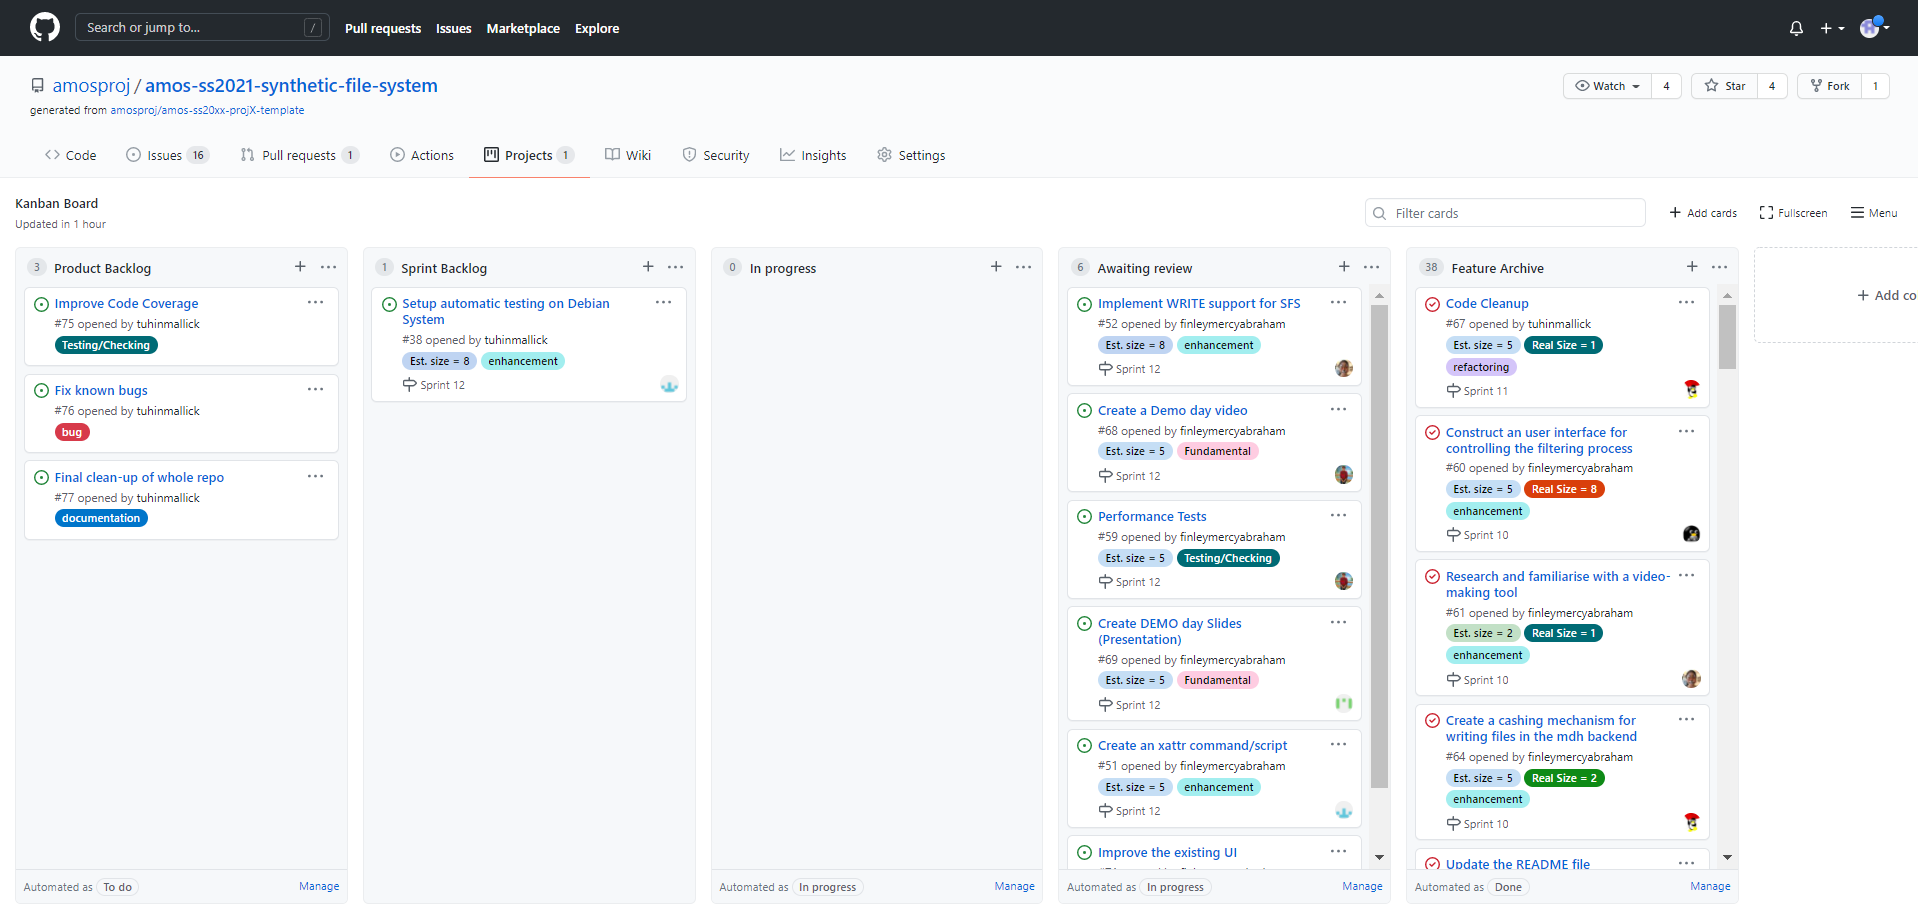 Search or jump to... /
Pull requests Issues Marketplace Explore
amosproj / amos-ss2021-synthetic-file-system
generated from amosproj/amos-ss20xx-projX-template
Watch 4 Star 4 Fork 1
Code Issues 16 Pull requests 1 Actions Projects 1 Wiki Security Insights Settings
Kanban Board
Updated in 1 hour
Filter cards
Add cards Fullscreen Menu
3 Product Backlog
Improve Code Coverage
#75 opened by tuhinmallick
Testing/Checking
Fix known bugs
#76 opened by tuhinmallick
bug
Final clean-up of whole repo
#77 opened by tuhinmallick
documentation
Automated as To do Manage
1 Sprint Backlog
Setup automatic testing on Debian
System
#38 opened by tuhinmallick
Est. size = 8 enhancement
Sprint 12
0 In progress
Automated as In progress Manage
6 Awaiting review
Implement WRITE support for SFS
#52 opened by finleymercyabraham
Est. size = 8 enhancement
Sprint 12
Create a Demo day video
#68 opened by finleymercyabraham
Est. size = 5 Fundamental
Sprint 12
Performance Tests
#59 opened by finleymercyabraham
Est. size = 5 Testing/Checking
Sprint 12
Create DEMO day Slides
(Presentation)
#69 opened by finleymercyabraham
Est. size = 5 Fundamental
Sprint 12
Create an xattr command/script
#51 opened by finleymercyabraham
Est. size = 5 enhancement
Sprint 12
Improve the existing UI
Automated as In progress Manage
38 Feature Archive
Code Cleanup
#67 opened by tuhinmallick
Est. size = 5 Real Size = 1
refactoring
Sprint 11
Construct an user interface for
controlling the filtering process
#60 opened by finleymercyabraham
Est. size = 5 Real Size = 8
enhancement
Sprint 10
Research and familiarise with a video-
making tool
#61 opened by finleymercyabraham
Est. size = 2 Real Size = 1
enhancement
Sprint 10
Create a cashing mechanism for
writing files in the mdh backend
#64 opened by finleymercyabraham
Est. size = 5 Real Size = 2
enhancement
Sprint 10
Update the README file
Automated as Done Manage
Add co